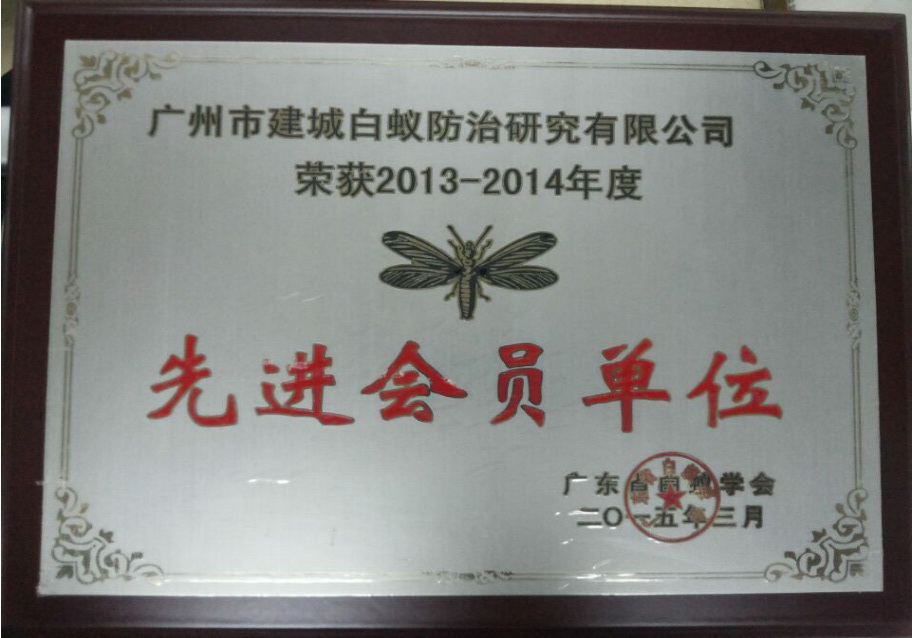 广州市建城白蚁防治研究有限公司
荣获2013-2014年度
先进会员单位
广东省白蚁学会
二〇一五年三月